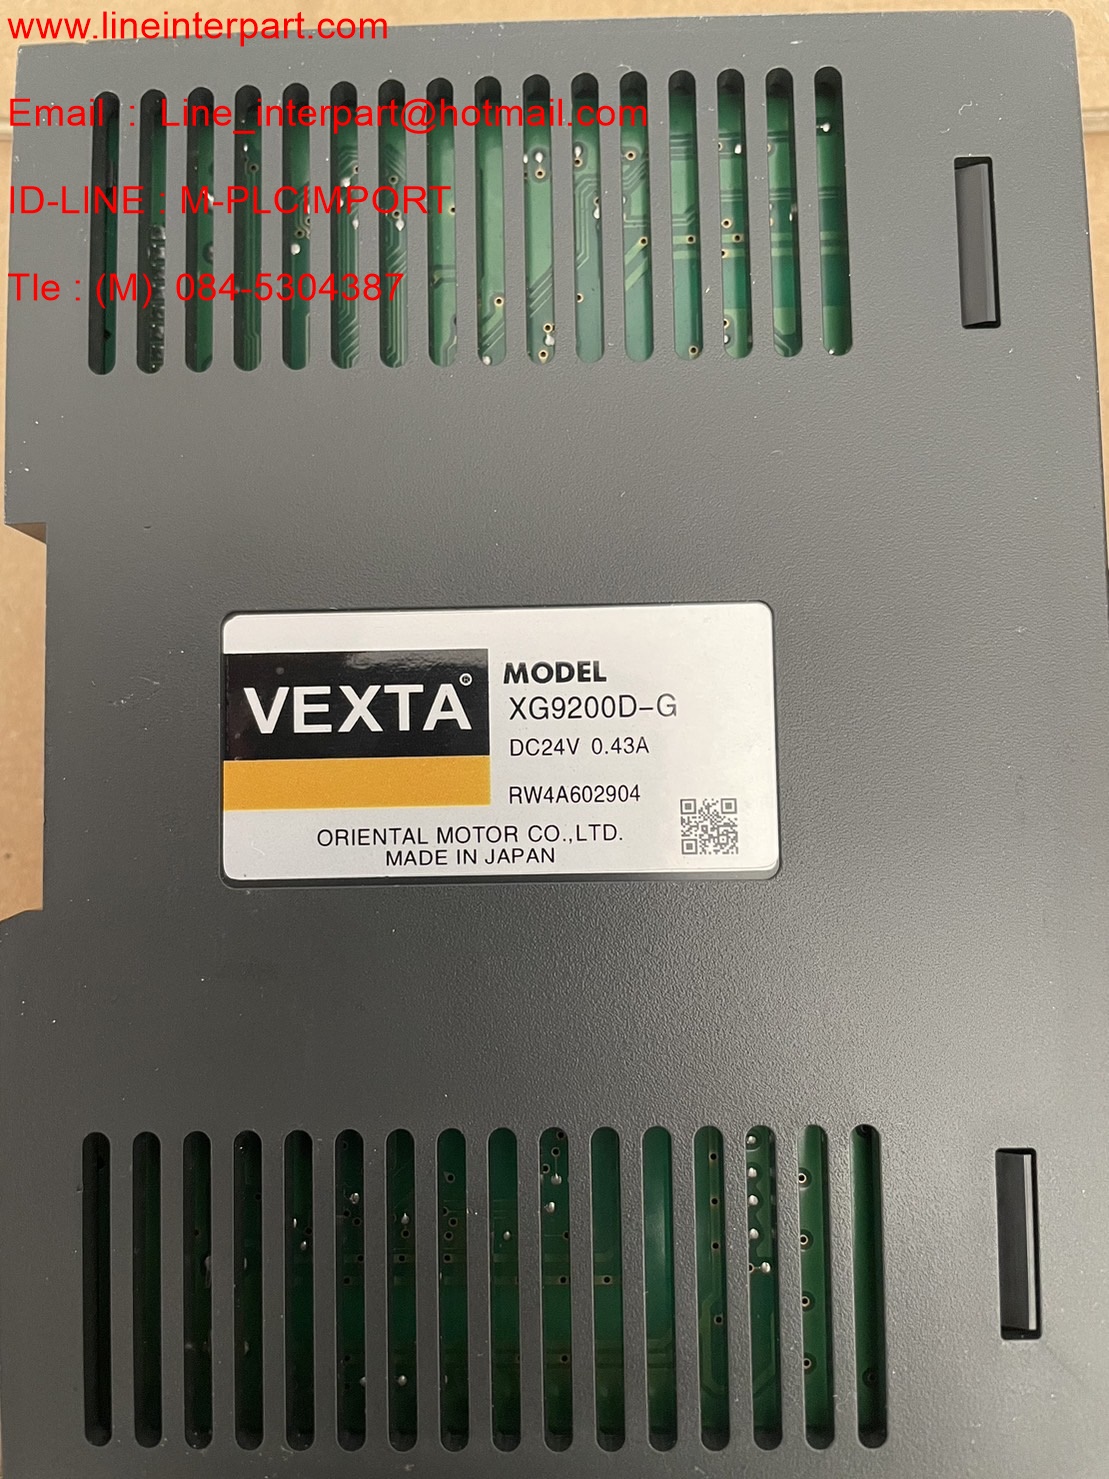 www.lineinterpart.com
Email : Line_interpart@hotmail.com
ID-LINE : M-PLCIMPORT
Tle : (M) 084-5304387
VEXTA®
MODEL
XG9200D-G
DC24V 0.43A
RW4A602904
ORIENTAL MOTOR CO.,LTD.
MADE IN JAPAN